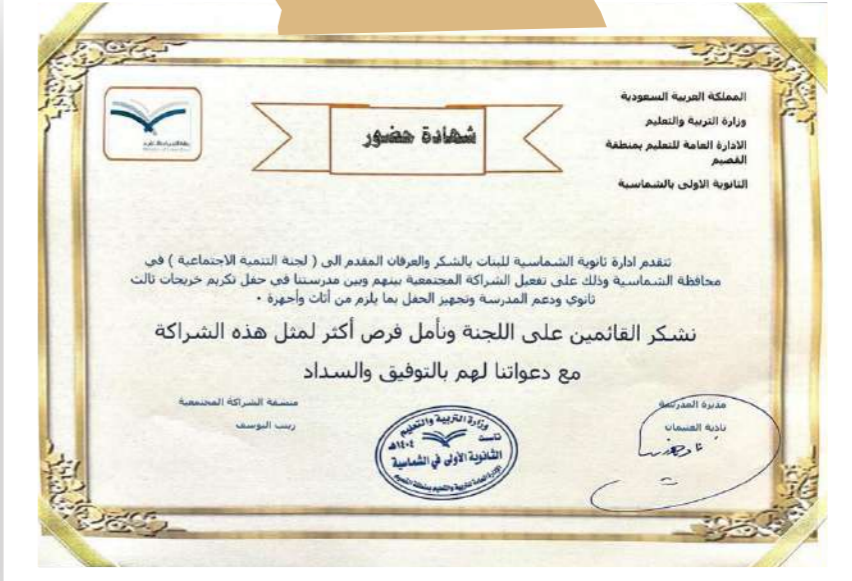 المملكة العربية السعودية
وزارة التربية والتعليم
الادارة العامة للتعليم بمنطقة
القصيم
الثانوية الاولى بالشماسية
شهادة حضور
تتقدم ادارة ثانوية الشماسية للبنات بالشكر والعرفان المقدم الى ( لجنة التنمية الاجتماعية ) في
محافظة الشماسية وذلك على تفعيل الشراكة المجتمعية بينهم وبين مدرستنا في حفل تكريم خريجات ثالث
ثانوي ودعم المدرسة وتجهيز الحفل بما يلزم من أثاث وأجهزة .
نشكر القائمين على اللجنة ونأمل فرص أكثر لمثل هذه الشراكة
مع دعواتنا لهم بالتوفيق والسداد
مديرة المدرسة
منسقة الشراكة المجتمعية
نادية
زينب اليوسف
وزارة التربية والتعليم
تأسست
١٤٠٤هـ
الثانوية الأولى في الشماسية